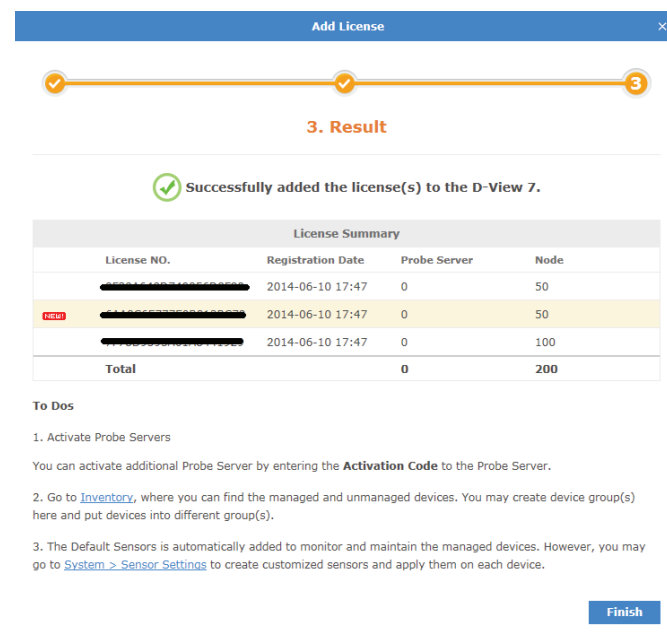 Add License
×
3
3. Result
Successfully added the license(s) to the D-View 7.
License Summary
License NO. Registration Date Probe Server Node
2014-06-10 17:47 0 50
NEW! 2014-06-10 17:47 0 50
2014-06-10 17:47 0 100
Total 0 200
To Dos
1. Activate Probe Servers
You can activate additional Probe Server by entering the Activation Code to the Probe Server.
2. Go to Inventory, where you can find the managed and unmanaged devices. You may create device group(s)
here and put devices into different group(s).
3. The Default Sensors is automatically added to monitor and maintain the managed devices. However, you may
go to System > Sensor Settings to create customized sensors and apply them on each device.
Finish